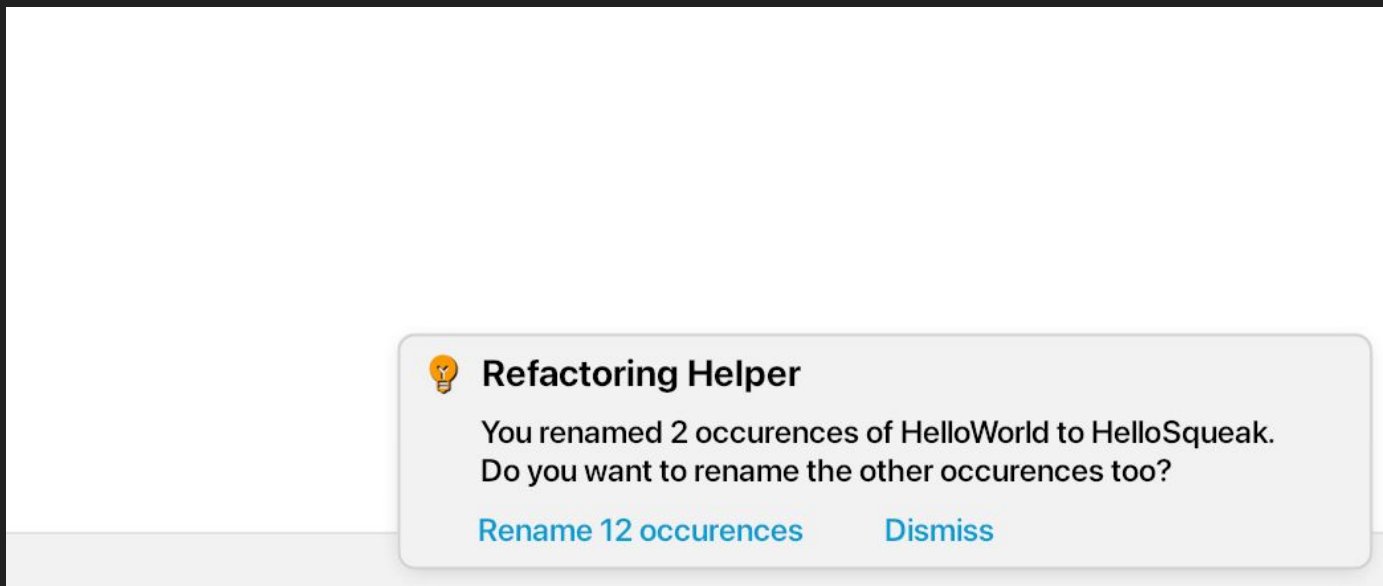 Refactoring Helper
You renamed 2 occurences of HelloWorld to HelloSqueak.
Do you want to rename the other occurences too?
Rename 12 occurences Dismiss